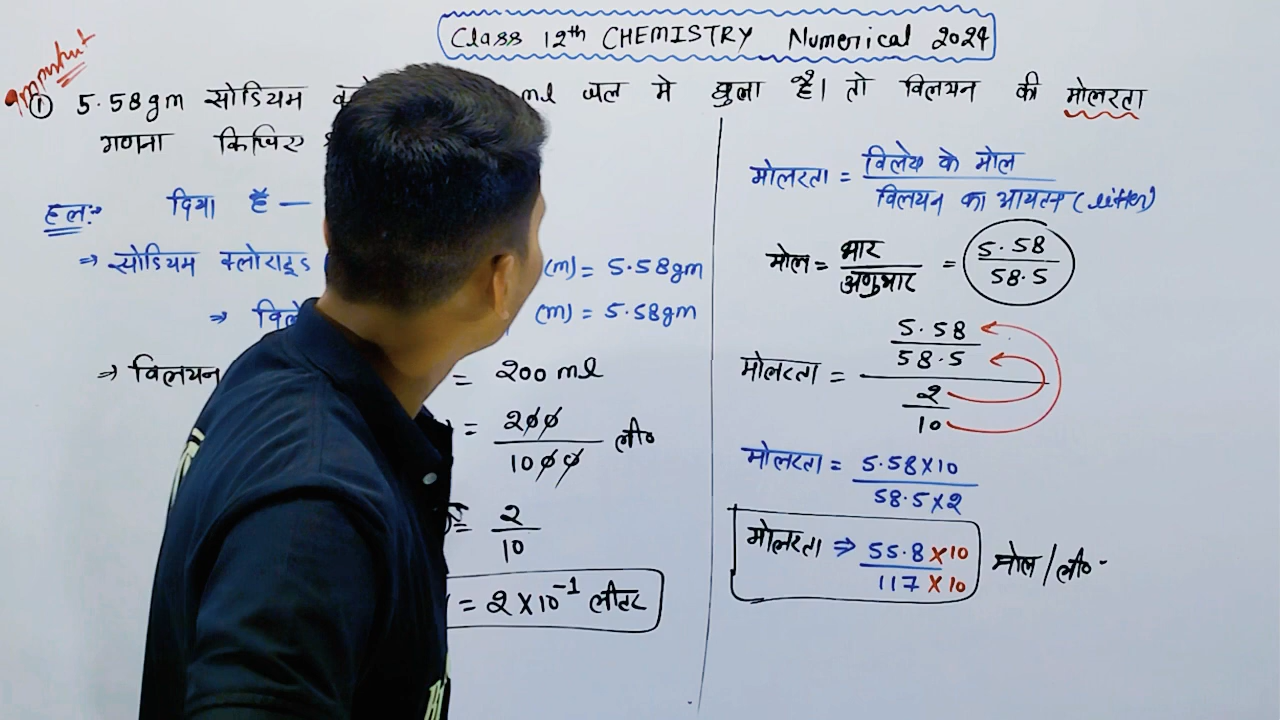 Class 12th CHEMISTRY Numerical 2024
① 5.58gm सोडियम ml जल मे घुला है। तो विलयन की मोलरता
गणना किजिए
हलः- दिया है —
⇒ सोडियम क्लोराइड (m) = 5.58gm
⇒ (m) = 5.58gm
⇒ विलयन = 200 ml
= 200/1000 ली०
= 2/10
= 2×10⁻¹ लीटर
मोलरता = विलेय के मोल/विलयन का आयतन (litter)
मोल = भार/अणुभार = 5.58/58.5
मोलरता = (5.58/58.5)/(2/10)
मोलरता = 5.58×10/58.5×2
मोलरता ⇒ 55.8×10/117×10 मोल/ली०